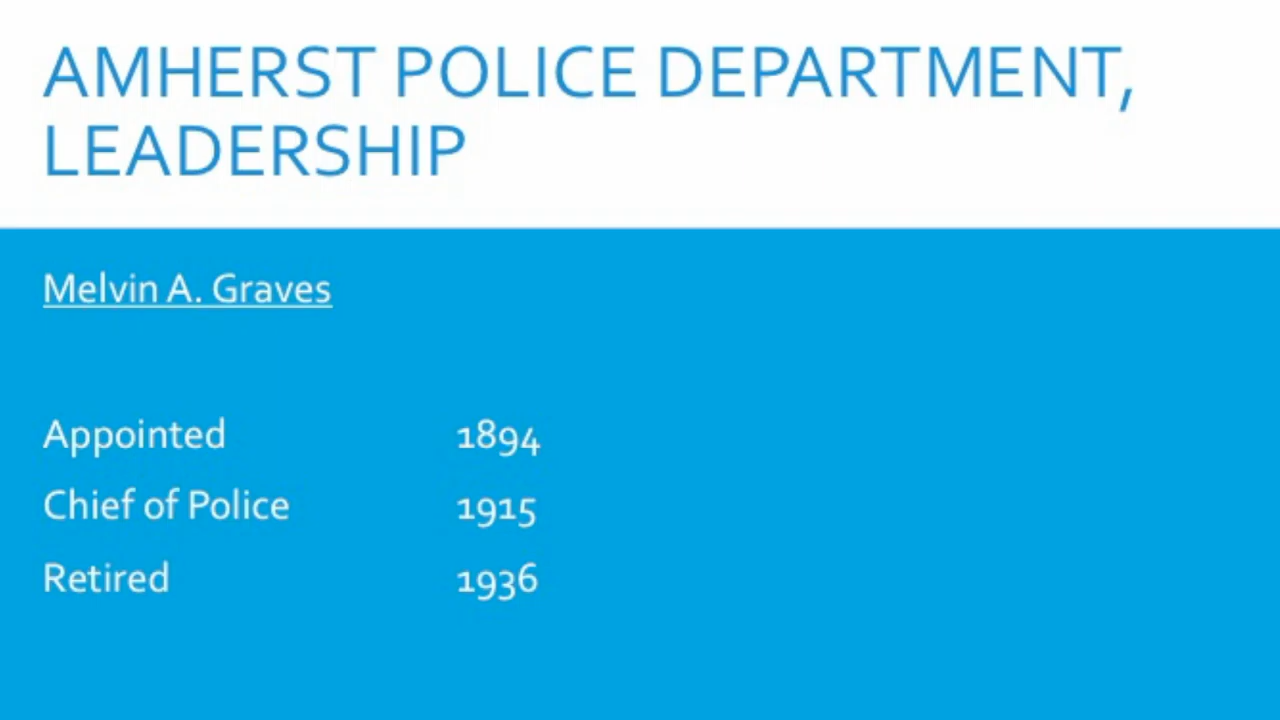 AMHERST POLICE DEPARTMENT,
LEADERSHIP
Melvin A. Graves
Appointed 1894
Chief of Police 1915
Retired 1936